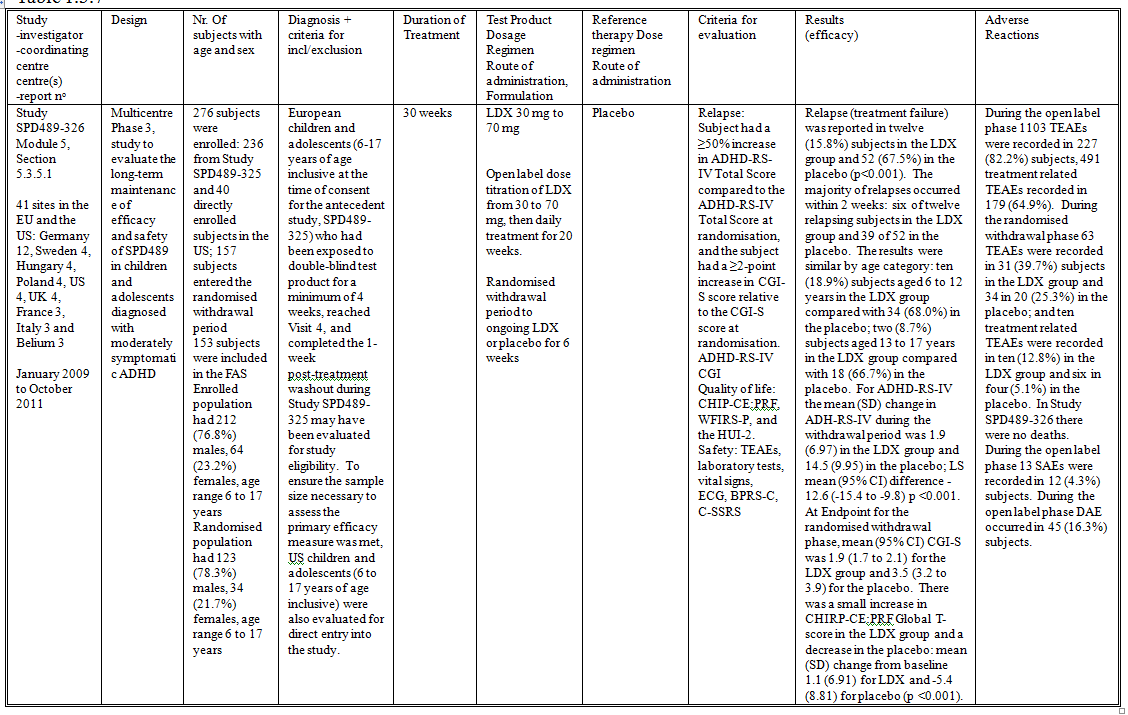 Study
-investigator
-coordinating
centre
centre(s)
-report nº
Design
Nr. Of
subjects with
age and sex
Diagnosis +
criteria for
incl/exclusion
Duration of
Treatment
Test Product
Dosage
Regimen
Route of
administration,
Formulation
Reference
therapy Dose
regimen
Route of
administration
Criteria for
evaluation
Results
(efficacy)
Adverse
Reactions
Study
SPD489-326
Module 5,
Section
5.3.5.1
41 sites in the
EU and the
US: Germany
12, Sweden 4,
Hungary 4,
Poland 4, US
4, UK 4,
France 3,
Italy 3 and
Belium 3
January 2009
to October
2011
Multicentre
Phase 3,
study to
evaluate the
long-term
maintenanc
e of
efficacy
and safety
of SPD489
in children
and
adolescents
diagnosed
with
moderately
symptomati
c ADHD
276 subjects
were
enrolled: 236
from Study
SPD489-325
and 40
directly
enrolled
subjects in the
US; 157
subjects
entered the
randomised
withdrawal
period
153 subjects
were included
in the FAS
Enrolled
population
had 212
(76.8%)
males, 64
(23.2%)
females, age
range 6 to 17
years
Randomised
population
had 123
(78.3%)
males, 34
(21.7%)
females, age
range 6 to 17
years
European
children and
adolescents (6-17
years of age
inclusive at the
time of consent
for the antecedent
study, SPD489-
325) who had
been exposed to
double-blind test
product for a
minimum of 4
weeks, reached
Visit 4, and
completed the 1-
week
post-treatment
washout during
Study SPD489-
325 may have
been evaluated
for study
eligibility. To
ensure the sample
size necessary to
assess the
primary efficacy
measure was met,
US children and
adolescents (6 to
17 years of age
inclusive) were
also evaluated for
direct entry into
the study.
30 weeks
LDX 30 mg to
70 mg
Open label dose
titration of LDX
from 30 to 70
mg, then daily
treatment for 20
weeks.
Randomised
withdrawal
period to
ongoing LDX
or placebo for 6
weeks
Placebo
Relapse:
Subject had a
≥50% increase
in ADHD-RS-
IV Total Score
compared to the
ADHD-RS-IV
Total Score at
randomisation,
and the subject
had a ≥2-point
increase in CGI-
S score relative
to the CGI-S
score at
randomisation.
ADHD-RS-IV
CGI
Quality of life:
CHIP-CE:PRF,
WFIRS-P, and
the HUI-2.
Safety: TEAEs,
laboratory tests,
vital signs,
ECG, BPRS-C,
C-SSRS
Relapse (treatment failure)
was reported in twelve
(15.8%) subjects in the LDX
group and 52 (67.5%) in the
placebo (p<0.001). The
majority of relapses occurred
within 2 weeks: six of twelve
relapsing subjects in the LDX
group and 39 of 52 in the
placebo. The results were
similar by age category: ten
(18.9%) subjects aged 6 to 12
years in the LDX group
compared with 34 (68.0%) in
the placebo; two (8.7%)
subjects aged 13 to 17 years
in the LDX group compared
with 18 (66.7%) in the
placebo. For ADHD-RS-IV
the mean (SD) change in
ADH-RS-IV during the
withdrawal period was 1.9
(6.97) in the LDX group and
14.5 (9.95) in the placebo; LS
mean (95% CI) difference -
12.6 (-15.4 to -9.8) p <0.001.
At Endpoint for the
randomised withdrawal
phase, mean (95% CI) CGI-S
was 1.9 (1.7 to 2.1) for the
LDX group and 3.5 (3.2 to
3.9) for the placebo. There
was a small increase in
CHIRP-CE:PRF Global T-
score in the LDX group and a
decrease in the placebo: mean
(SD) change from baseline
1.1 (6.91) for LDX and -5.4
(8.81) for placebo (p <0.001).
During the open label
phase 1103 TEAEs
were recorded in 227
(82.2%) subjects, 491
treatment related
TEAEs recorded in
179 (64.9%). During
the randomised
withdrawal phase 63
TEAEs were recorded
in 31 (39.7%) subjects
in the LDX group and
34 in 20 (25.3%) in the
placebo; and ten
treatment related
TEAEs were recorded
in ten (12.8%) in the
LDX group and six in
four (5.1%) in the
placebo. In Study
SPD489-326 there
were no deaths.
During the open label
phase 13 SAEs were
recorded in 12 (4.3%)
subjects. During the
open label phase DAE
occurred in 45 (16.3%)
subjects.